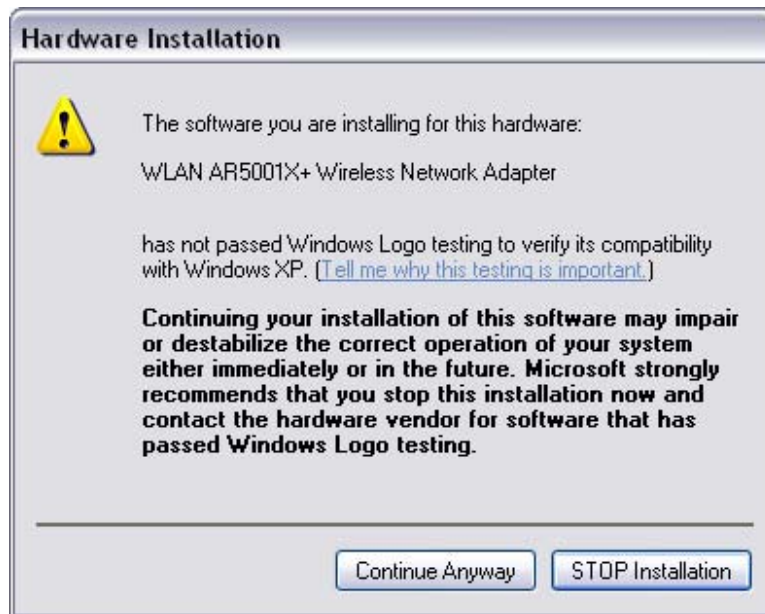 Hardware Installation
The software you are installing for this hardware:
WLAN AR5001X+ Wireless Network Adapter
has not passed Windows Logo testing to verify its compatibility
with Windows XP. (Tell me why this testing is important.)
Continuing your installation of this software may impair
or destabilize the correct operation of your system
either immediately or in the future. Microsoft strongly
recommends that you stop this installation now and
contact the hardware vendor for software that has
passed Windows Logo testing.
Continue Anyway
STOP Installation